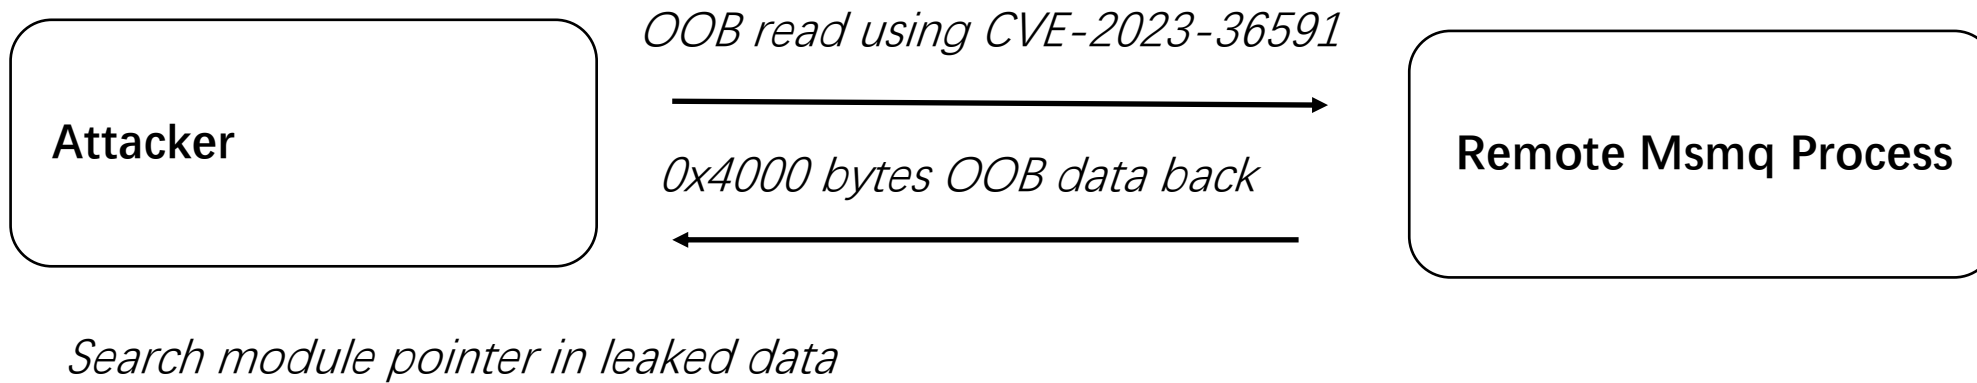 OOB read using CVE-2023-36591
Attacker
Remote Msmq Process
0x4000 bytes OOB data back
Search module pointer in leaked data